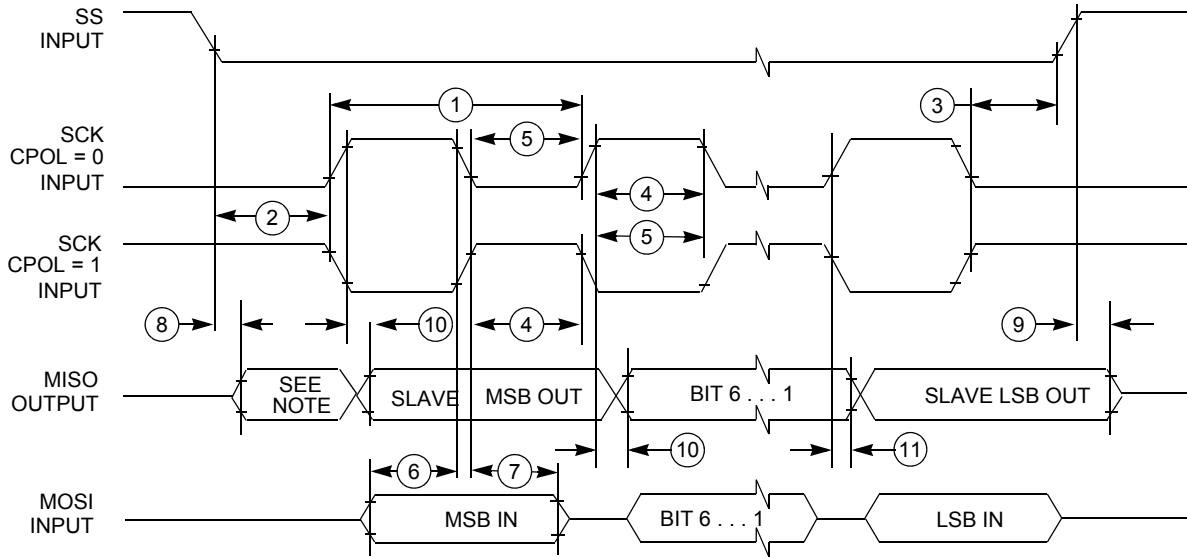 SS
INPUT
1
3
SCK
CPOL = 0
INPUT
5
4
2
5
SCK
CPOL = 1
INPUT
8
10
4
9
MISO
OUTPUT
SEE
NOTE
SLAVE
MSB OUT
BIT 6 . . . 1
SLAVE LSB OUT
10
11
6
7
MOSI
INPUT
MSB IN
BIT 6 . . . 1
LSB IN